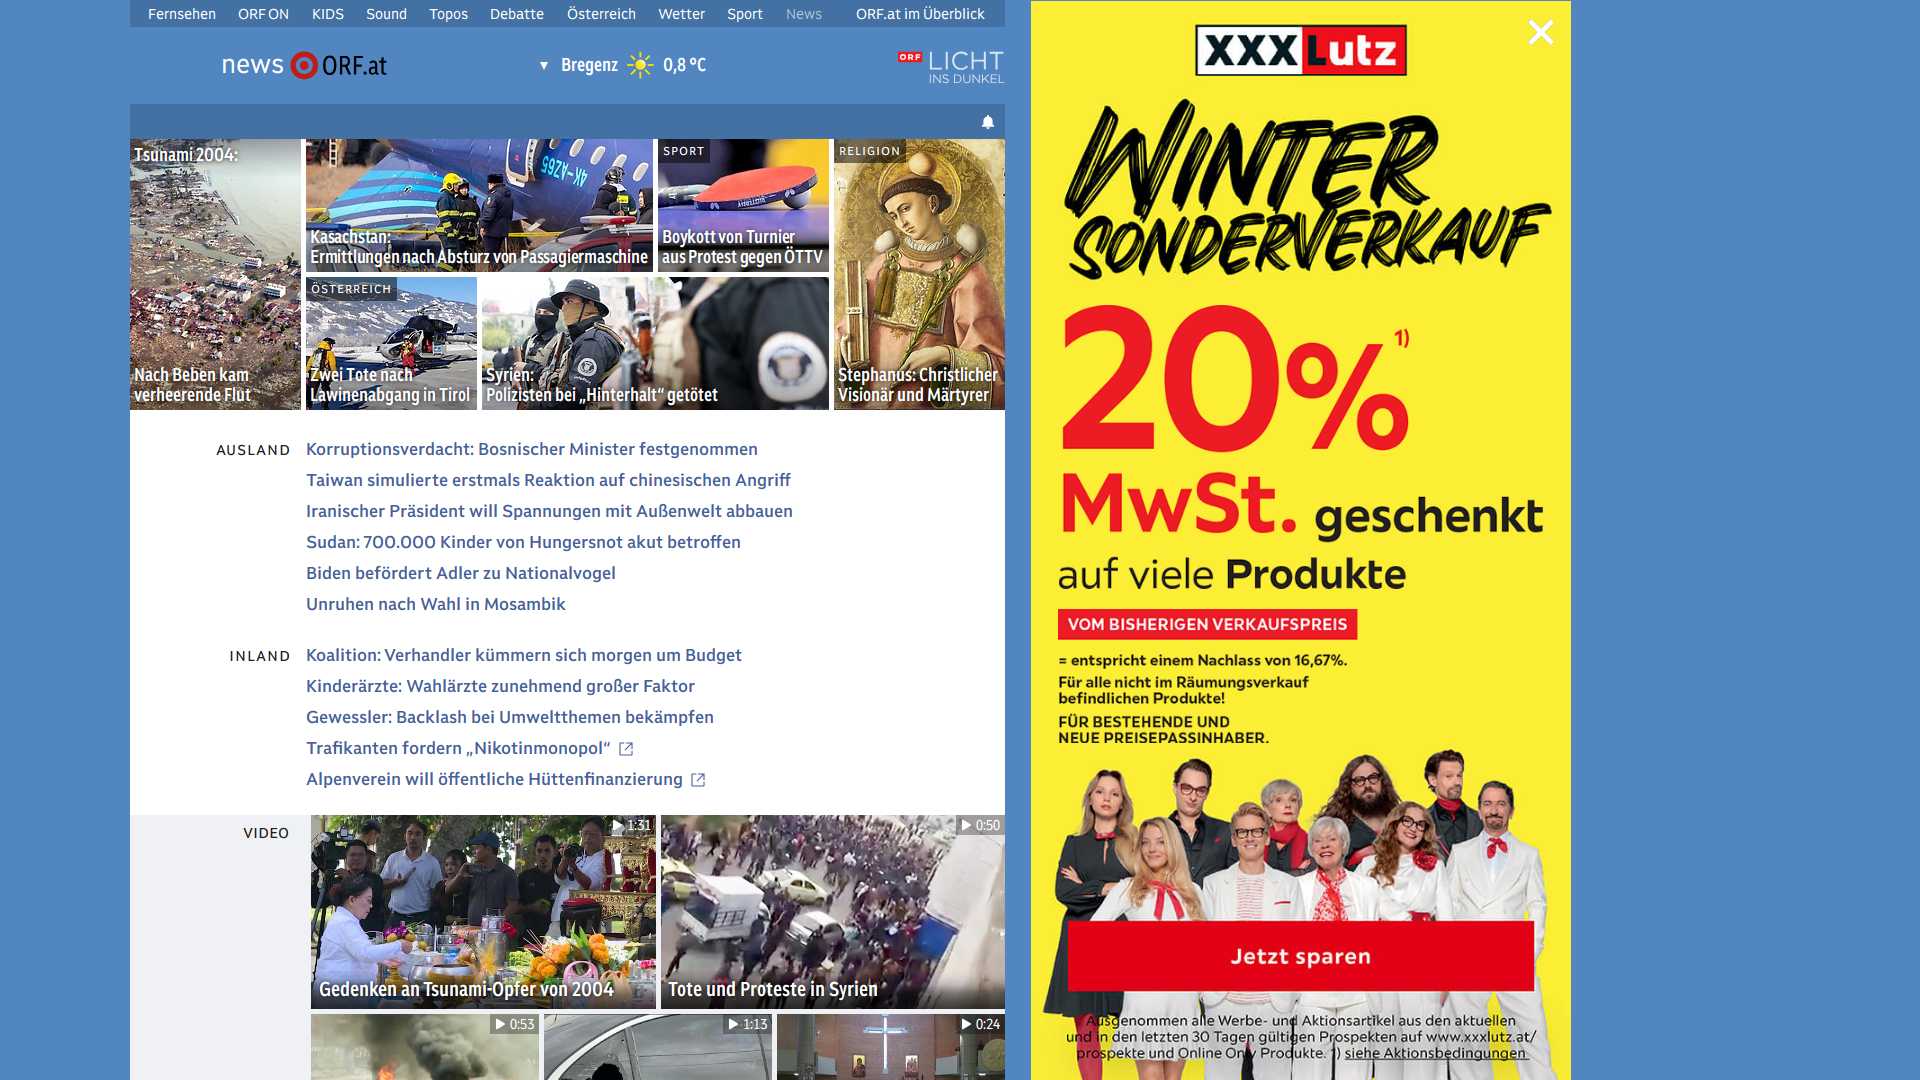 Fernsehen ORF ON KIDS Sound Topos Debatte Österreich Wetter Sport News ORF.at im Überblick
news ORF.at
▼ Bregenz 0,8 °C
ORF LICHT
INS DUNKEL
Tsunami 2004:
Nach Beben kam
verheerende Flut
4K-AZ65
Kasachstan:
Ermittlungen nach Absturz von Passagiermaschine
SPORT
Boykott von Turnier
aus Protest gegen ÖTTV
RELIGION
Stephanus: Christlicher
Visionär und Märtyrer
ÖSTERREICH
Zwei Tote nach
Lawinenabgang in Tirol
Syrien:
Polizisten bei „Hinterhalt“ getötet
AUSLAND
Korruptionsverdacht: Bosnischer Minister festgenommen
Taiwan simulierte erstmals Reaktion auf chinesischen Angriff
Iranischer Präsident will Spannungen mit Außenwelt abbauen
Sudan: 700.000 Kinder von Hungersnot akut betroffen
Biden befördert Adler zu Nationalvogel
Unruhen nach Wahl in Mosambik
INLAND
Koalition: Verhandler kümmern sich morgen um Budget
Kinderärzte: Wahlärzte zunehmend großer Faktor
Gewessler: Backlash bei Umweltthemen bekämpfen
Trafikanten fordern „Nikotinmonopol“
Alpenverein will öffentliche Hüttenfinanzierung
VIDEO
1:31
Gedenken an Tsunami-Opfer von 2004
0:50
Tote und Proteste in Syrien
0:53
1:13
0:24
XXXLutz
WINTER
SONDERVERKAUF
20% 1)
MwSt. geschenkt
auf viele Produkte
VOM BISHERIGEN VERKAUFSPREIS
= entspricht einem Nachlass von 16,67%.
Für alle nicht im Räumungsverkauf
befindlichen Produkte!
FÜR BESTEHENDE UND
NEUE PREISEPASSINHABER.
Jetzt sparen
Ausgenommen alle Werbe- und Aktionsartikel aus den aktuellen
und in den letzten 30 Tagen gültigen Prospekten auf www.xxxlutz.at/
prospekte und Online Only Produkte. 1) siehe Aktionsbedingungen